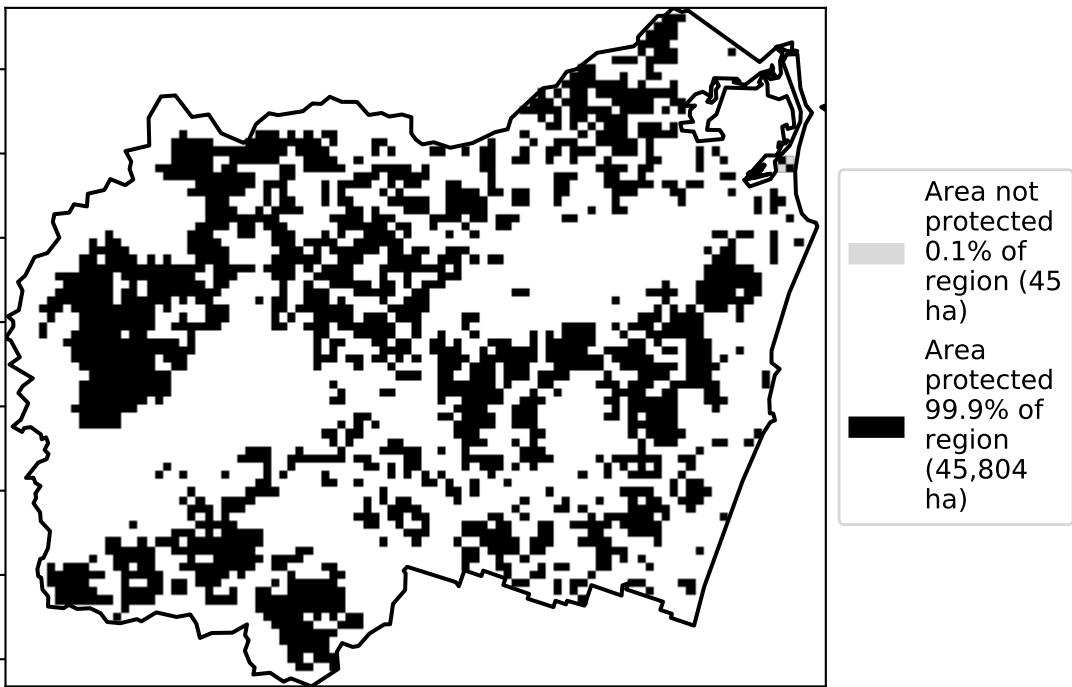 Area not
protected
0.1% of
region (45
ha)
Area
protected
99.9% of
region
(45,804
ha)